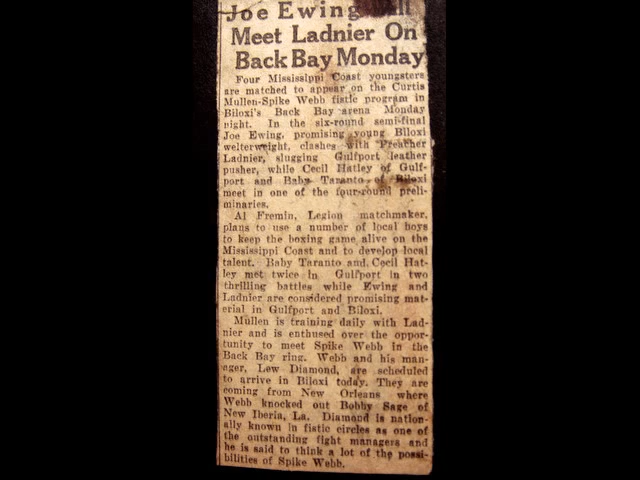 Joe Ewing
Meet Ladnier On
Back Bay Monday
Four Mississippi Coast youngsters
are matched to appear on the Curtis
Mullen-Spike Webb fistic program in
Biloxi's Back Bay arena Monday
night. In the six-round semi-final
Joe Ewing, promising young Biloxi
welterweight, clashes with Preacher
Ladnier, slugging Gulfport leather
pusher, while Cecil Hatley of Gulf-
port and Baby Taranto of Biloxi
meet in one of the four-round preli-
minaries.
Al Fremin, Legion matchmaker,
plans to use a number of local boys
to keep the boxing game alive on the
Mississippi Coast and to develop local
talent. Baby Taranto and Cecil Hat-
ley met twice in Gulfport in two
thrilling battles while Ewing and
Ladnier are considered promising mat-
erial in Gulfport and Biloxi.
Mullen is training daily with Lad-
nier and is enthused over the oppor-
tunity to meet Spike Webb in the
Back Bay ring. Webb and his man-
ager, Lew Diamond, are scheduled
to arrive in Biloxi today. They are
coming from New Orleans where
Webb knocked out Bobby Sage of
New Iberia, La. Diamond is nation-
ally known in fistic circles as one of
the outstanding fight managers and
he is said to think a lot of the possi-
bilities of Spike Webb.